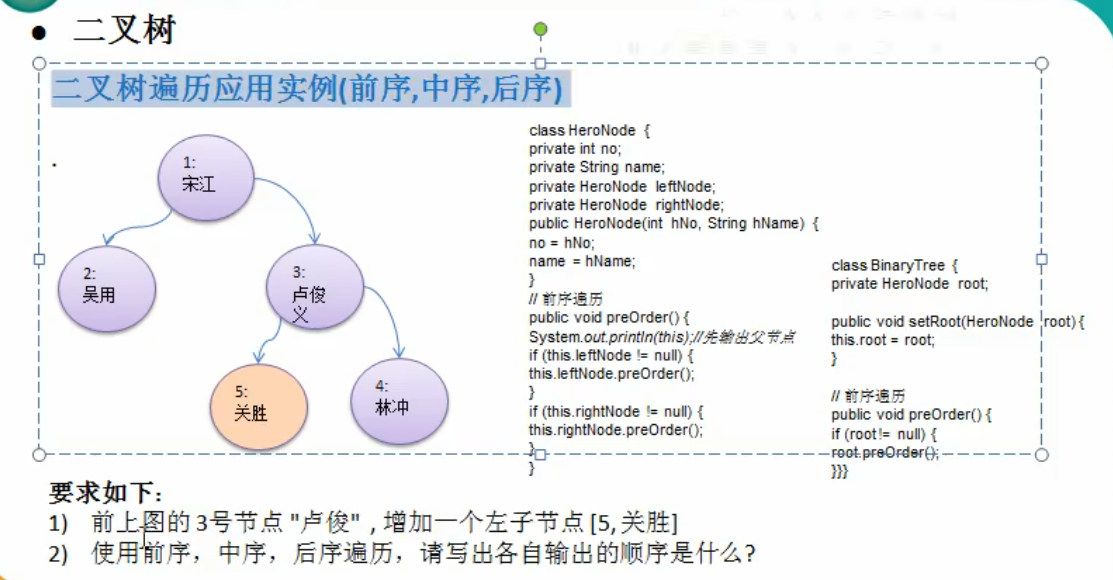 ● 二叉树
二叉树遍历应用实例(前序,中序,后序)
1:
宋江
2:
吴用
3:
卢俊
义
5:
关胜
4:
林冲
class HeroNode {
private int no;
private String name;
private HeroNode leftNode;
private HeroNode rightNode;
public HeroNode(int hNo, String hName) {
no = hNo;
name = hName;
}
// 前序遍历
public void preOrder() {
System.out.println(this);//先输出父节点
if (this.leftNode != null) {
this.leftNode.preOrder();
}
if (this.rightNode != null) {
this.rightNode.preOrder();
}
}
class BinaryTree {
private HeroNode root;
public void setRoot(HeroNode root) {
this.root = root;
}
// 前序遍历
public void preOrder() {
if (root != null) {
root.preOrder();
}}}
要求如下：
1) 前上图的 3号节点 "卢俊" , 增加一个左子节点 [5, 关胜]
2) 使用前序，中序，后序遍历，请写出各自输出的顺序是什么?